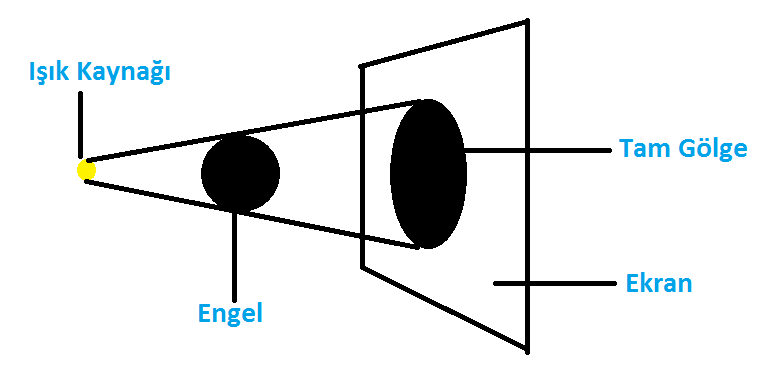 Işık Kaynağı
Tam Gölge
Ekran
Engel